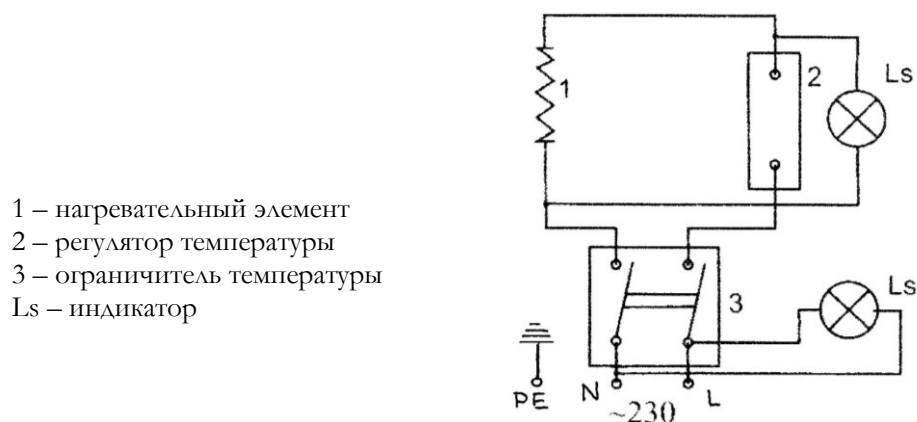 1 – нагревательный элемент
2 – регулятор температуры
3 – ограничитель температуры
Ls – индикатор
1
2
Ls
3
Ls
PE
N
L
~230